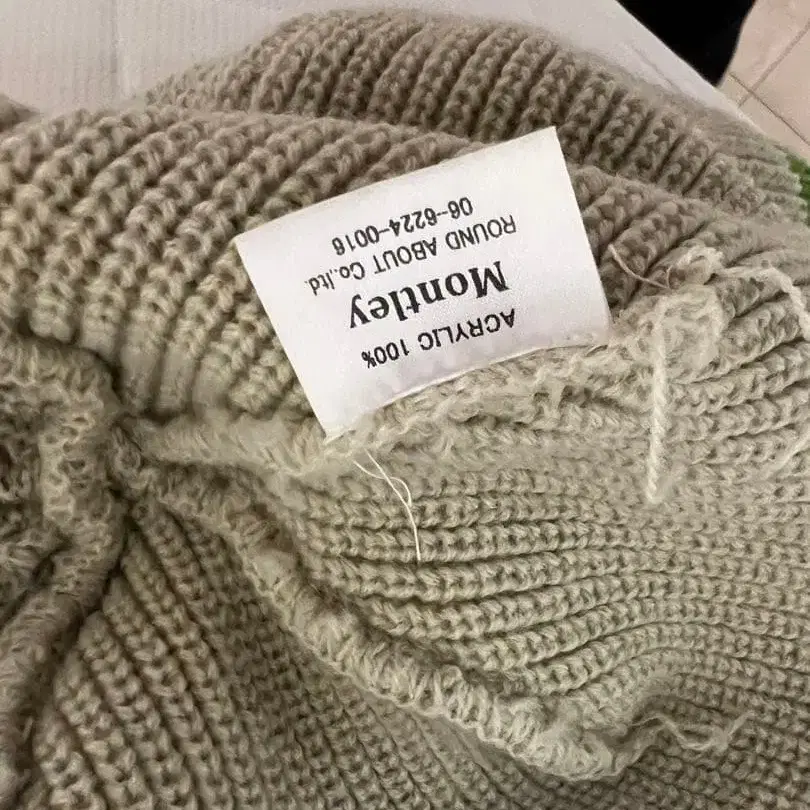 ACRYLIC 100%
Montley
ROUND ABOUT Co.,ltd.
06-6224-0016